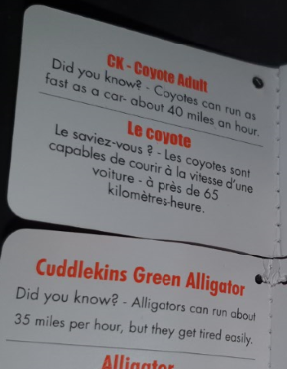 CK - Coyote Adult
Did you know? - Coyotes can run as
fast as a car- about 40 miles an hour.
Le coyote
Le saviez-vous ? - Les coyotes sont
capables de courir à la vitesse d'une
voiture - à près de 65
kilomètres-heure.
Cuddlekins Green Alligator
Did you know? - Alligators can run about
35 miles per hour, but they get tired easily.
Alligator